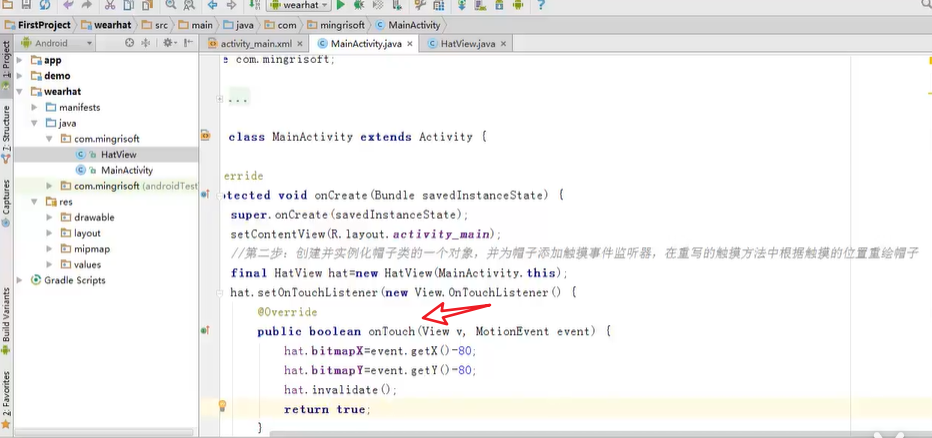 wearhat
FirstProject
wearhat
src
main
java
com
mingrisoft
MainActivity
1: Project
7: Structure
Captures
Build Variants
2: Favorites
Android
app
demo
wearhat
manifests
java
com.mingrisoft
HatView
MainActivity
com.mingrisoft (androidTest
res
drawable
layout
mipmap
values
Gradle Scripts
activity_main.xml
MainActivity.java
HatView.java
e com.mingrisoft;
...
class MainActivity extends Activity {
erride
otected void onCreate(Bundle savedInstanceState) {
super.onCreate(savedInstanceState);
setContentView(R.layout.activity_main);
//第二步：创建并实例化帽子类的一个对象，并为帽子添加触摸事件监听器，在重写的触摸方法中根据触摸的位置重绘帽子
final HatView hat=new HatView(MainActivity.this);
hat.setOnTouchListener(new View.OnTouchListener() {
@Override
public boolean onTouch(View v, MotionEvent event) {
hat.bitmapX=event.getX()-80;
hat.bitmapY=event.getY()-80;
hat.invalidate();
return true;
}